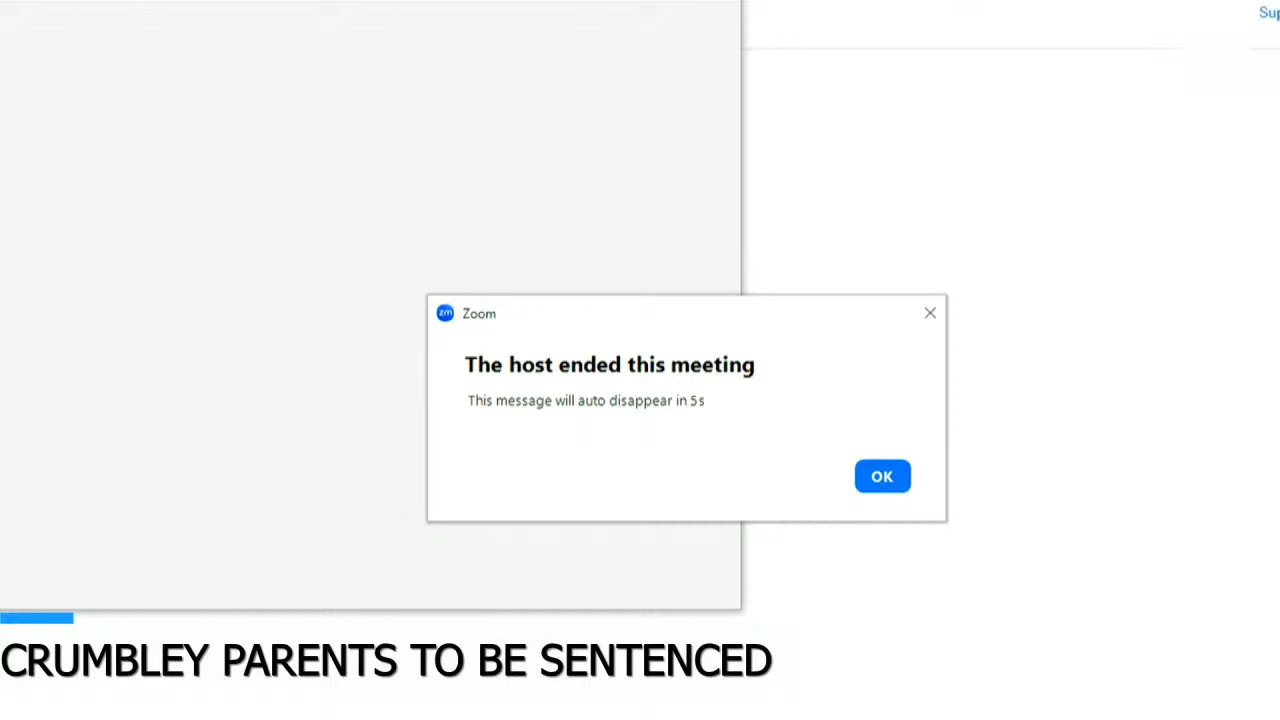 Sup
zm Zoom
The host ended this meeting
This message will auto disappear in 5s
OK
CRUMBLEY PARENTS TO BE SENTENCED